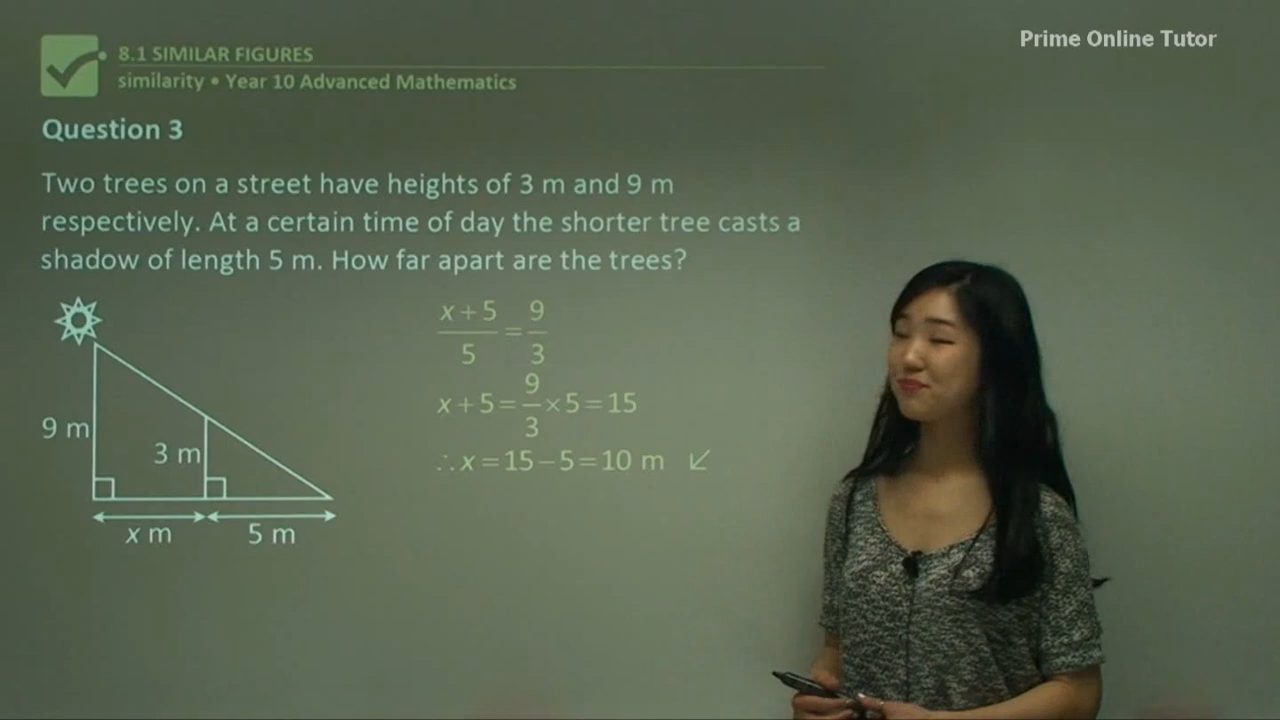 Prime Online Tutor
8.1 SIMILAR FIGURES
similarity • Year 10 Advanced Mathematics
Question 3
Two trees on a street have heights of 3 m and 9 m
respectively. At a certain time of day the shorter tree casts a
shadow of length 5 m. How far apart are the trees?
9 m
3 m
x m
5 m
x+5/5 = 9/3
x+5=9/3×5=15
∴x=15−5=10 m ↙